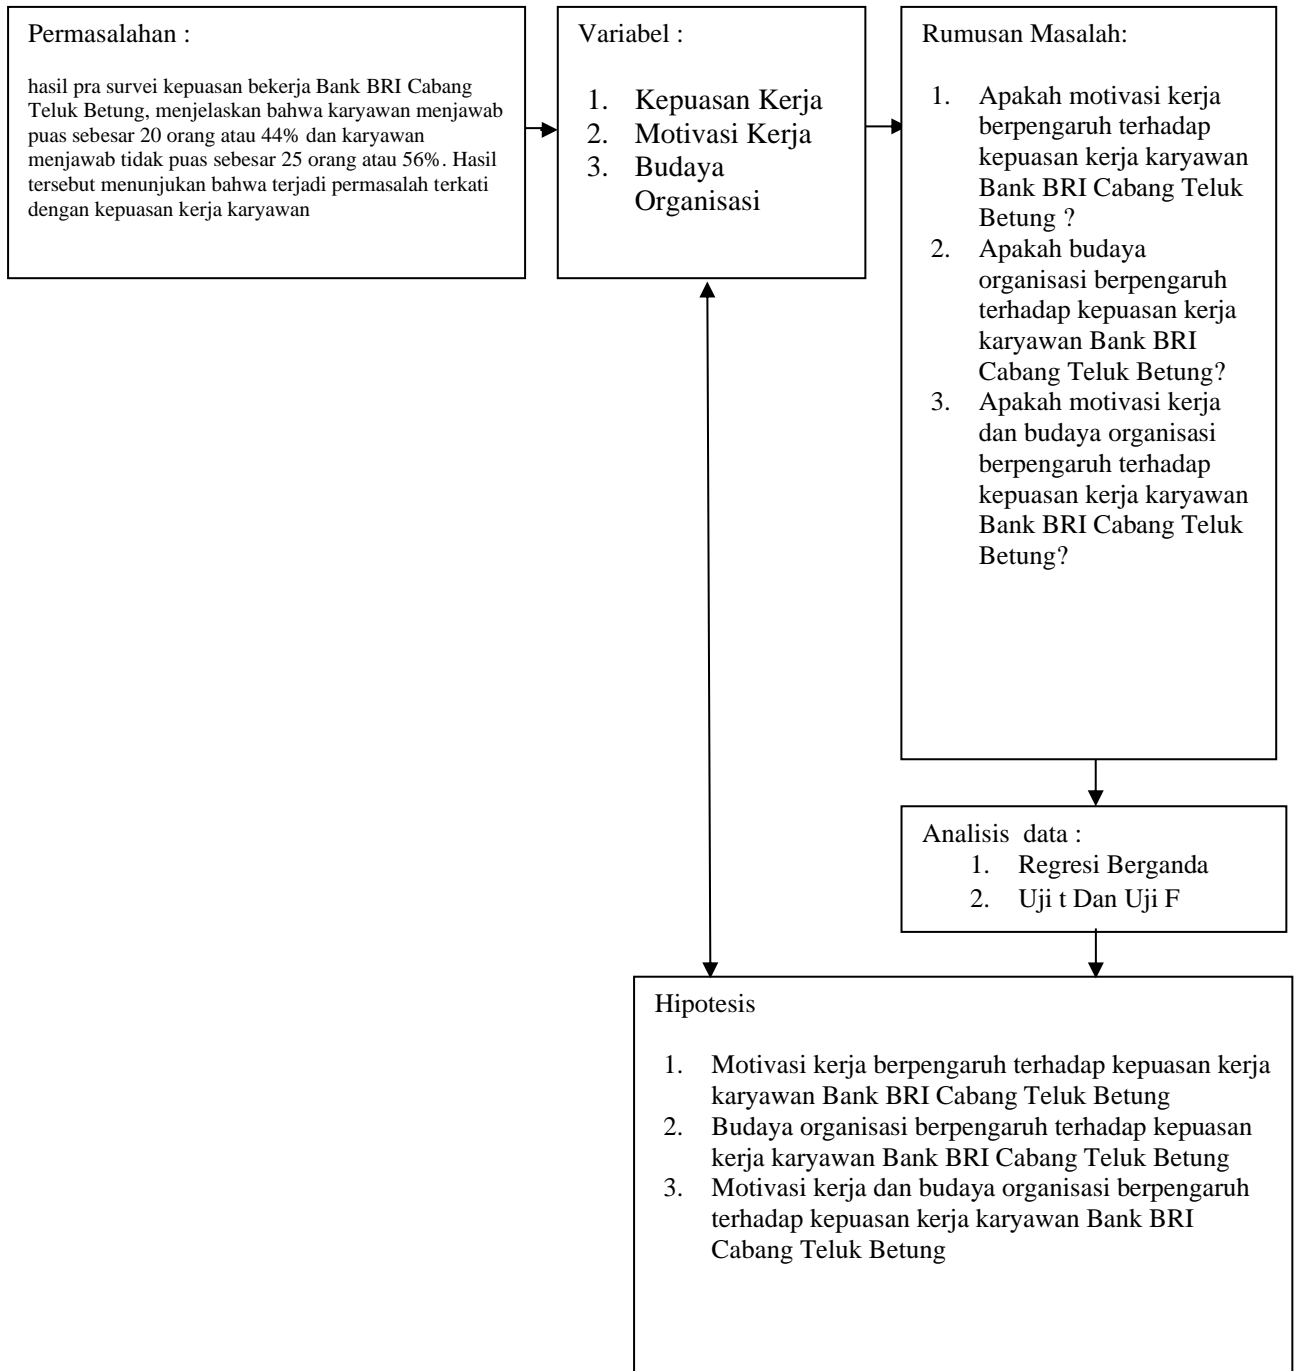 Permasalahan :
hasil pra survei kepuasan bekerja Bank BRI Cabang
Teluk Betung, menjelaskan bahwa karyawan menjawab
puas sebesar 20 orang atau 44% dan karyawan
menjawab tidak puas sebesar 25 orang atau 56%. Hasil
tersebut menunjukan bahwa terjadi permasalah terkati
dengan kepuasan kerja karyawan
Variabel :
1. Kepuasan Kerja
2. Motivasi Kerja
3. Budaya
Organisasi
Rumusan Masalah:
1. Apakah motivasi kerja
berpengaruh terhadap
kepuasan kerja karyawan
Bank BRI Cabang Teluk
Betung ?
2. Apakah budaya
organisasi berpengaruh
terhadap kepuasan kerja
karyawan Bank BRI
Cabang Teluk Betung?
3. Apakah motivasi kerja
dan budaya organisasi
berpengaruh terhadap
kepuasan kerja karyawan
Bank BRI Cabang Teluk
Betung?
Analisis data :
1. Regresi Berganda
2. Uji t Dan Uji F
Hipotesis
1. Motivasi kerja berpengaruh terhadap kepuasan kerja
karyawan Bank BRI Cabang Teluk Betung
2. Budaya organisasi berpengaruh terhadap kepuasan
kerja karyawan Bank BRI Cabang Teluk Betung
3. Motivasi kerja dan budaya organisasi berpengaruh
terhadap kepuasan kerja karyawan Bank BRI
Cabang Teluk Betung